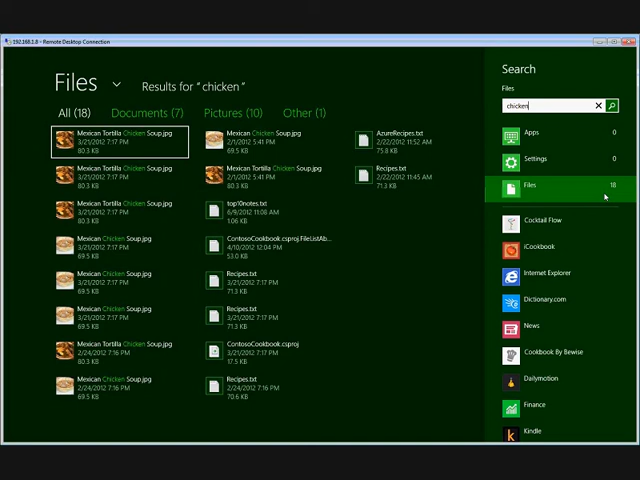 192.168.1.8 - Remote Desktop Connection
Files
Results for "chicken"
All (18)
Documents (7)
Pictures (10)
Other (1)
Mexican Tortilla Chicken Soup.jpg
3/21/2012 7:17 PM
80.3 KB
Mexican Tortilla Chicken Soup.jpg
3/21/2012 7:17 PM
80.3 KB
Mexican Tortilla Chicken Soup.jpg
3/21/2012 7:17 PM
80.3 KB
Mexican Chicken Soup.jpg
3/21/2012 7:17 PM
69.5 KB
Mexican Chicken Soup.jpg
3/21/2012 7:17 PM
69.5 KB
Mexican Chicken Soup.jpg
3/21/2012 7:17 PM
69.5 KB
Mexican Tortilla Chicken Soup.jpg
2/24/2012 7:16 PM
80.3 KB
Mexican Chicken Soup.jpg
2/24/2012 7:16 PM
69.5 KB
Mexican Chicken Soup.jpg
2/1/2012 5:41 PM
69.5 KB
Mexican Tortilla Chicken Soup.jpg
2/1/2012 5:41 PM
80.3 KB
top10notes.txt
6/9/2012 11:08 AM
1.06 KB
ContosoCookbook.csproj.FileListAb...
4/10/2012 12:04 PM
53.0 KB
Recipes.txt
3/21/2012 7:17 PM
71.3 KB
Recipes.txt
3/21/2012 7:17 PM
71.3 KB
ContosoCookbook.csproj
3/21/2012 7:17 PM
17.5 KB
Recipes.txt
2/24/2012 7:16 PM
70.6 KB
AzureRecipes.txt
2/22/2012 11:52 AM
75.8 KB
Recipes.txt
2/22/2012 11:45 AM
71.3 KB
Search
Files
chicken
Apps 0
Settings 0
Files 18
Cocktail Flow
iCookbook
Internet Explorer
Dictionary.com
News
Cookbook By Bewise
Dailymotion
Finance
Kindle